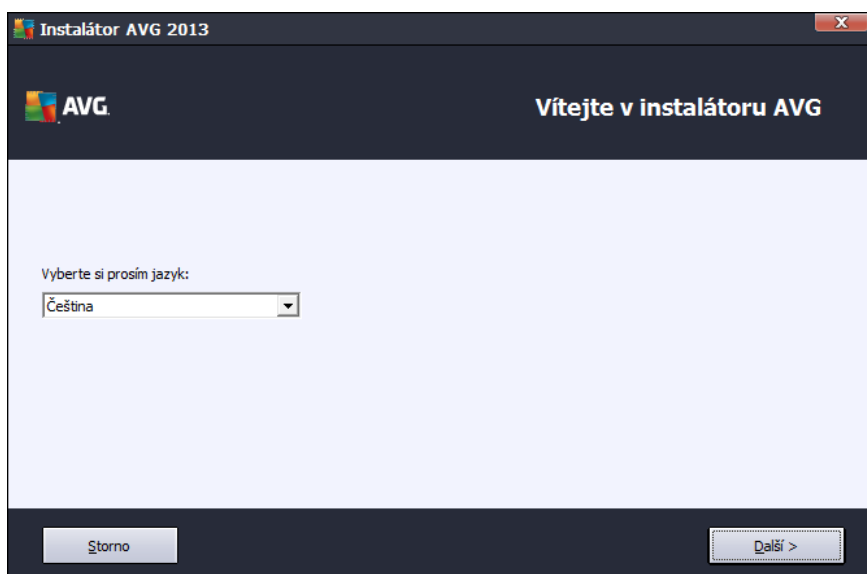 Instalátor AVG 2013
X
AVG.
Vítejte v instalátoru AVG
Vyberte si prosím jazyk:
Čeština
Storno
Další >